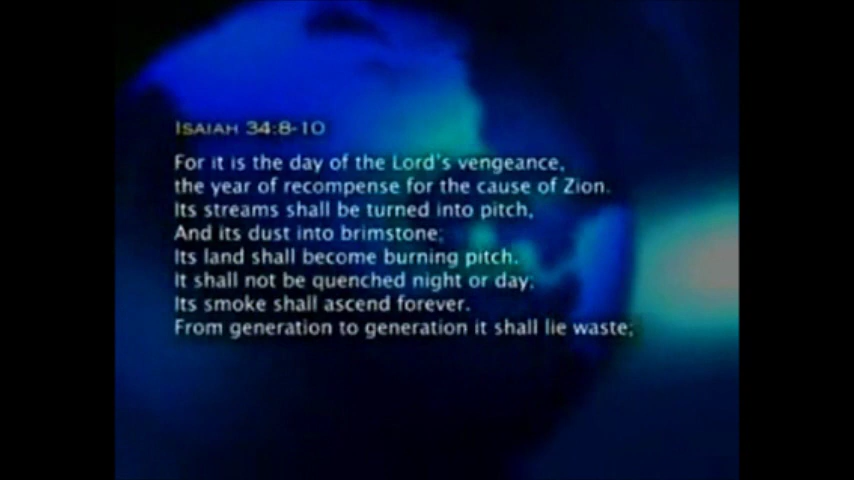 ISAIAH 34:8-10
For it is the day of the Lord's vengeance,
the year of recompense for the cause of Zion.
Its streams shall be turned into pitch,
And its dust into brimstone;
Its land shall become burning pitch.
It shall not be quenched night or day;
Its smoke shall ascend forever.
From generation to generation it shall lie waste;